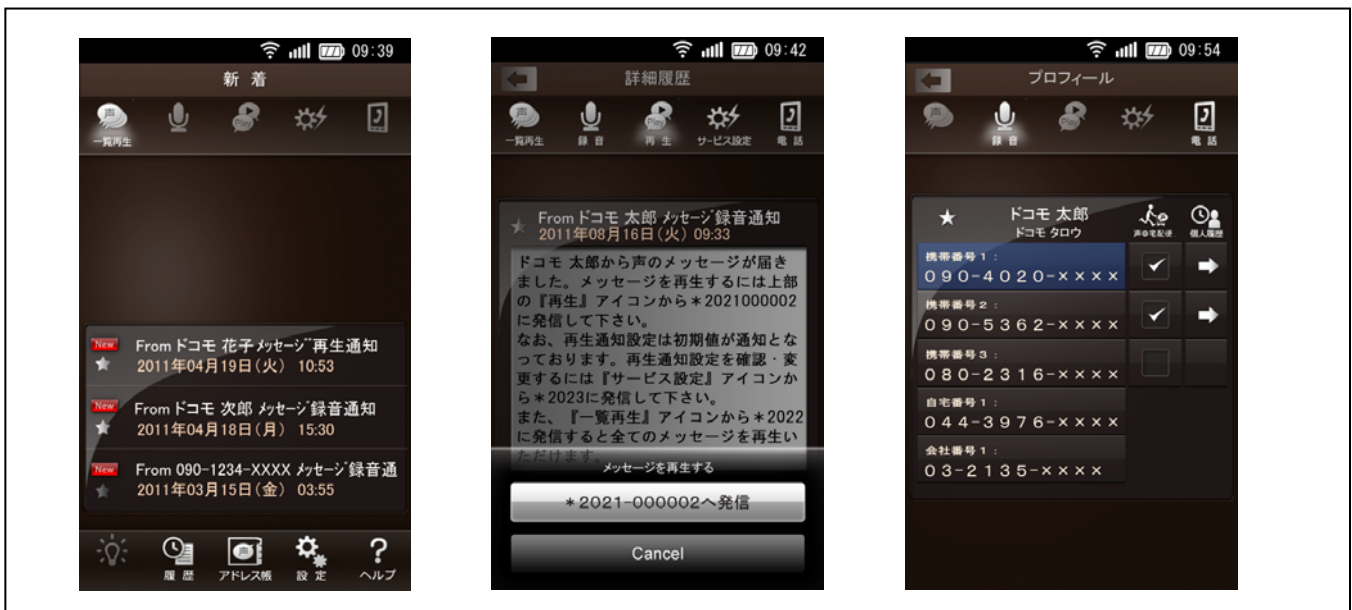 09:39
新 着
声
一覧再生
Play
New
From ドコモ 花子 メッセージ再生通知
2011年04月19日(火) 10:53
New
From ドコモ 次郎 メッセージ録音通知
2011年04月18日(月) 15:30
New
From 090-1234-XXXX メッセージ録音通
2011年03月15日(金) 03:55
履 歴
声
アドレス帳
設 定
?
ヘルプ
09:42
詳細履歴
声
Play
一覧再生 録 音 再 生 サービス設定 電 話
From ドコモ 太郎 メッセージ録音通知
2011年08月16日(火) 09:33
ドコモ 太郎から声のメッセージが届き
ました。メッセージを再生するには上部
の『再生』アイコンから*2021000002
に発信して下さい。
なお、再生通知設定は初期値が通知とな
っております。再生通知設定を確認・変
更するには『サービス設定』アイコンか
ら*2023に発信して下さい。
また、『一覧再生』アイコンから*2022
に発信すると全てのメッセージを再生い
ただけます。
メッセージを再生する
*2021-000002へ発信
Cancel
09:54
プロフィール
声
Play
録 音 電 話
ドコモ 太郎
ドコモ タロウ
声の宅配便 個人履歴
携帯番号1:
090-4020-××××
携帯番号2:
090-5362-××××
携帯番号3:
080-2316-××××
自宅番号1:
044-3976-××××
会社番号1:
03-2135-××××